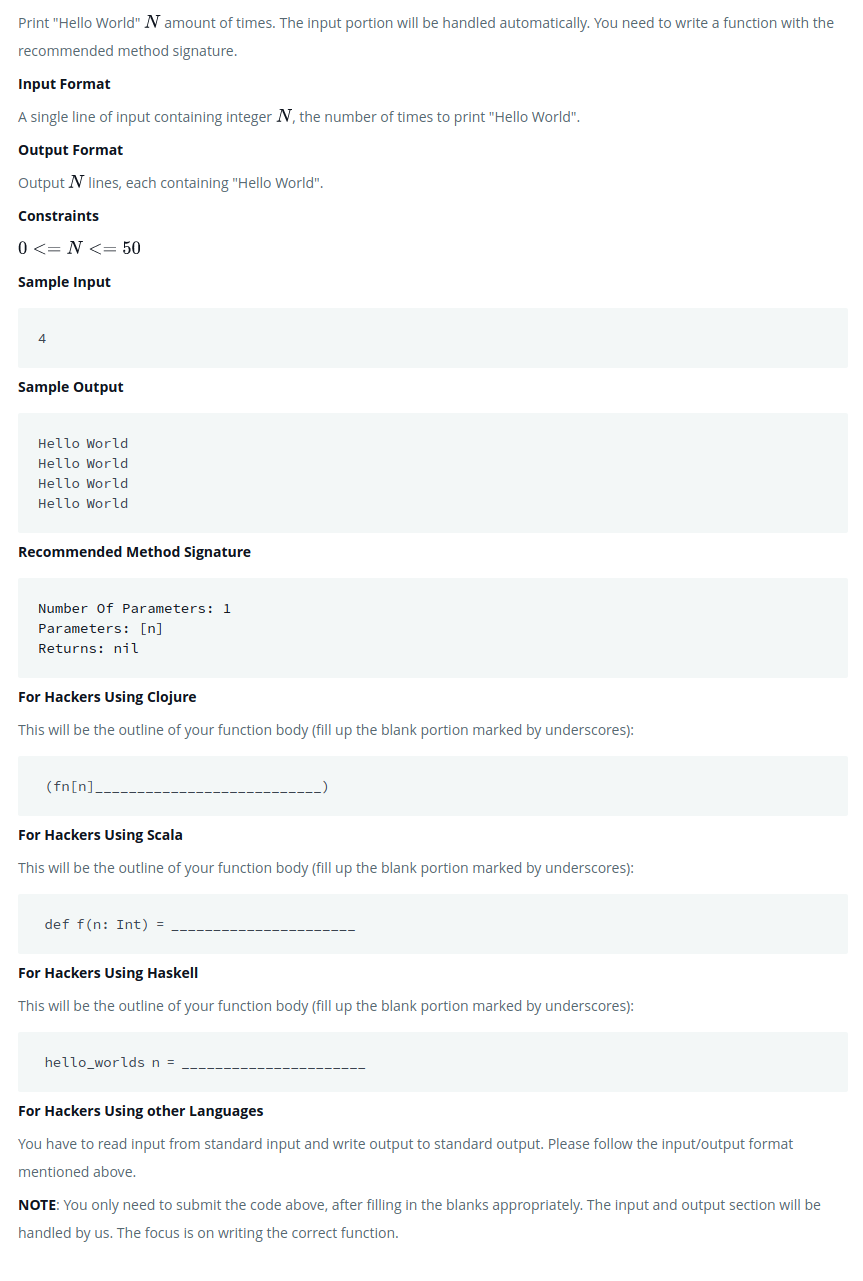 Print "Hello World" N amount of times. The input portion will be handled automatically. You need to write a function with the
recommended method signature.
Input Format
A single line of input containing integer N, the number of times to print "Hello World".
Output Format
Output N lines, each containing "Hello World".
Constraints
0 <= N <= 50
Sample Input
4
Sample Output
Hello World
Hello World
Hello World
Hello World
Recommended Method Signature
Number Of Parameters: 1
Parameters: [n]
Returns: nil
For Hackers Using Clojure
This will be the outline of your function body (fill up the blank portion marked by underscores):
(fn[n]___________________________)
For Hackers Using Scala
This will be the outline of your function body (fill up the blank portion marked by underscores):
def f(n: Int) = ______________________
For Hackers Using Haskell
This will be the outline of your function body (fill up the blank portion marked by underscores):
hello_worlds n = ______________________
For Hackers Using other Languages
You have to read input from standard input and write output to standard output. Please follow the input/output format
mentioned above.
NOTE: You only need to submit the code above, after filling in the blanks appropriately. The input and output section will be
handled by us. The focus is on writing the correct function.